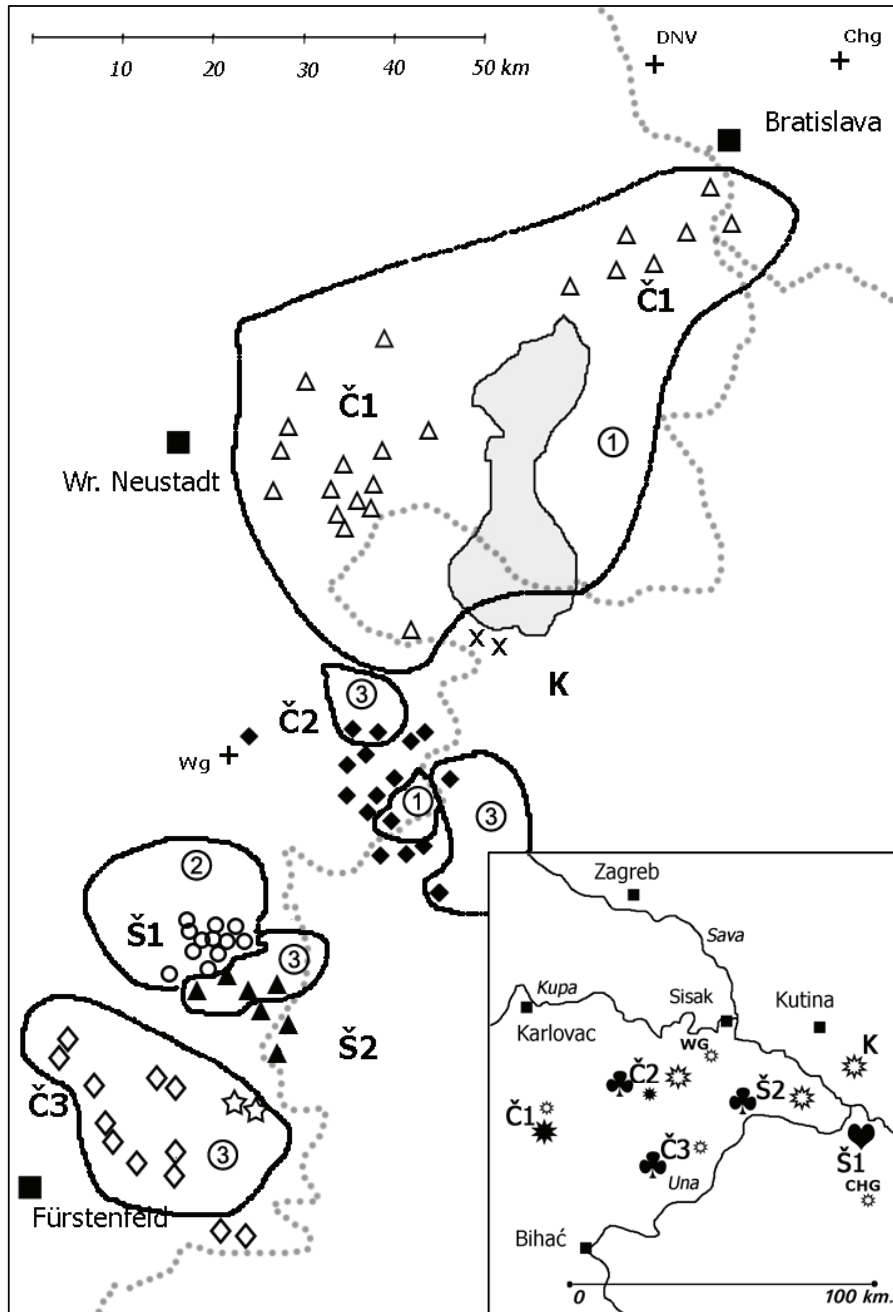 10 20 30 40 50 km
DNV
Chg
Bratislava
Č1
Č1
1
Wr. Neustadt
K
x x
3
Č2
Wg
1
3
2
Š1
3
Š2
Č3
3
Fürstenfeld
Zagreb
Sava
Kupa
Sisak
Kutina
Karlovac
WG
K
Č2
Š2
Č1
Č3
Š1
Una
CHG
Bihać
0 100 km.